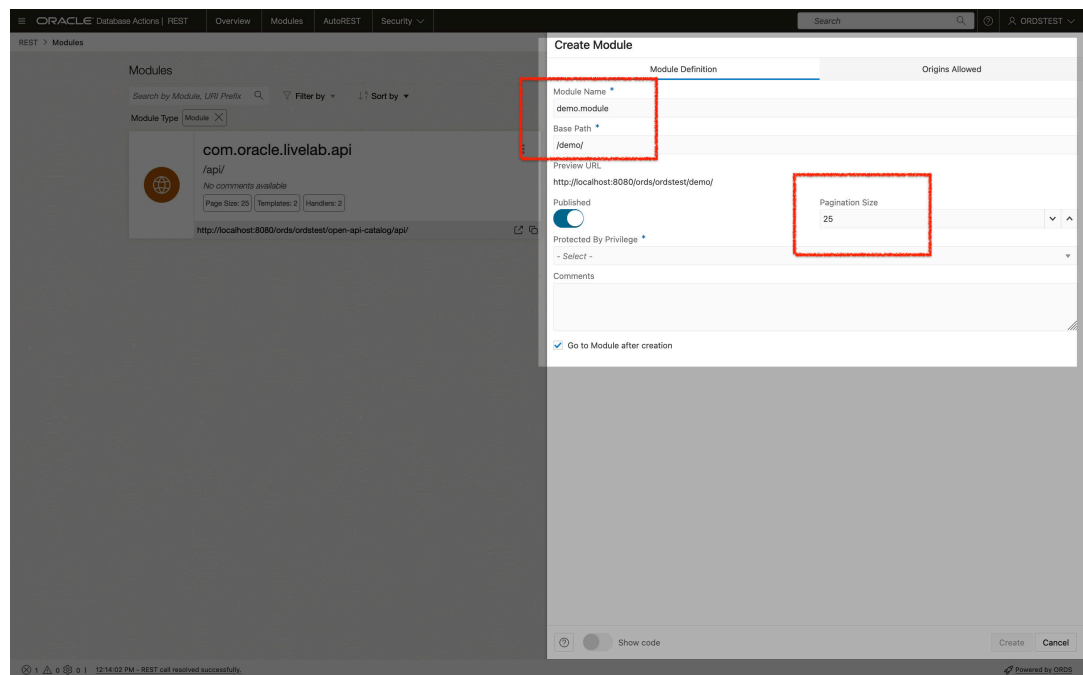 ORACLE Database Actions | REST
Overview
Modules
AutoREST
Security
Search
ORDSTEST
REST > Modules
Modules
Search by Module, URI Prefix
Filter by
Sort by
Module Type
Module
com.oracle.livelab.api
/api/
No comments available
Page Size: 25
Templates: 2
Handlers: 2
http://localhost:8080/ords/ordstest/open-api-catalog/api/
Create Module
Module Definition
Origins Allowed
Module Name *
demo.module
Base Path *
/demo/
Preview URL
http://localhost:8080/ords/ordstest/demo/
Published
Pagination Size
25
Protected By Privilege *
- Select -
Comments
Go to Module after creation
Show code
Create
Cancel
1 0 0 | 12:14:02 PM - REST call resolved successfully.
Powered by ORDS